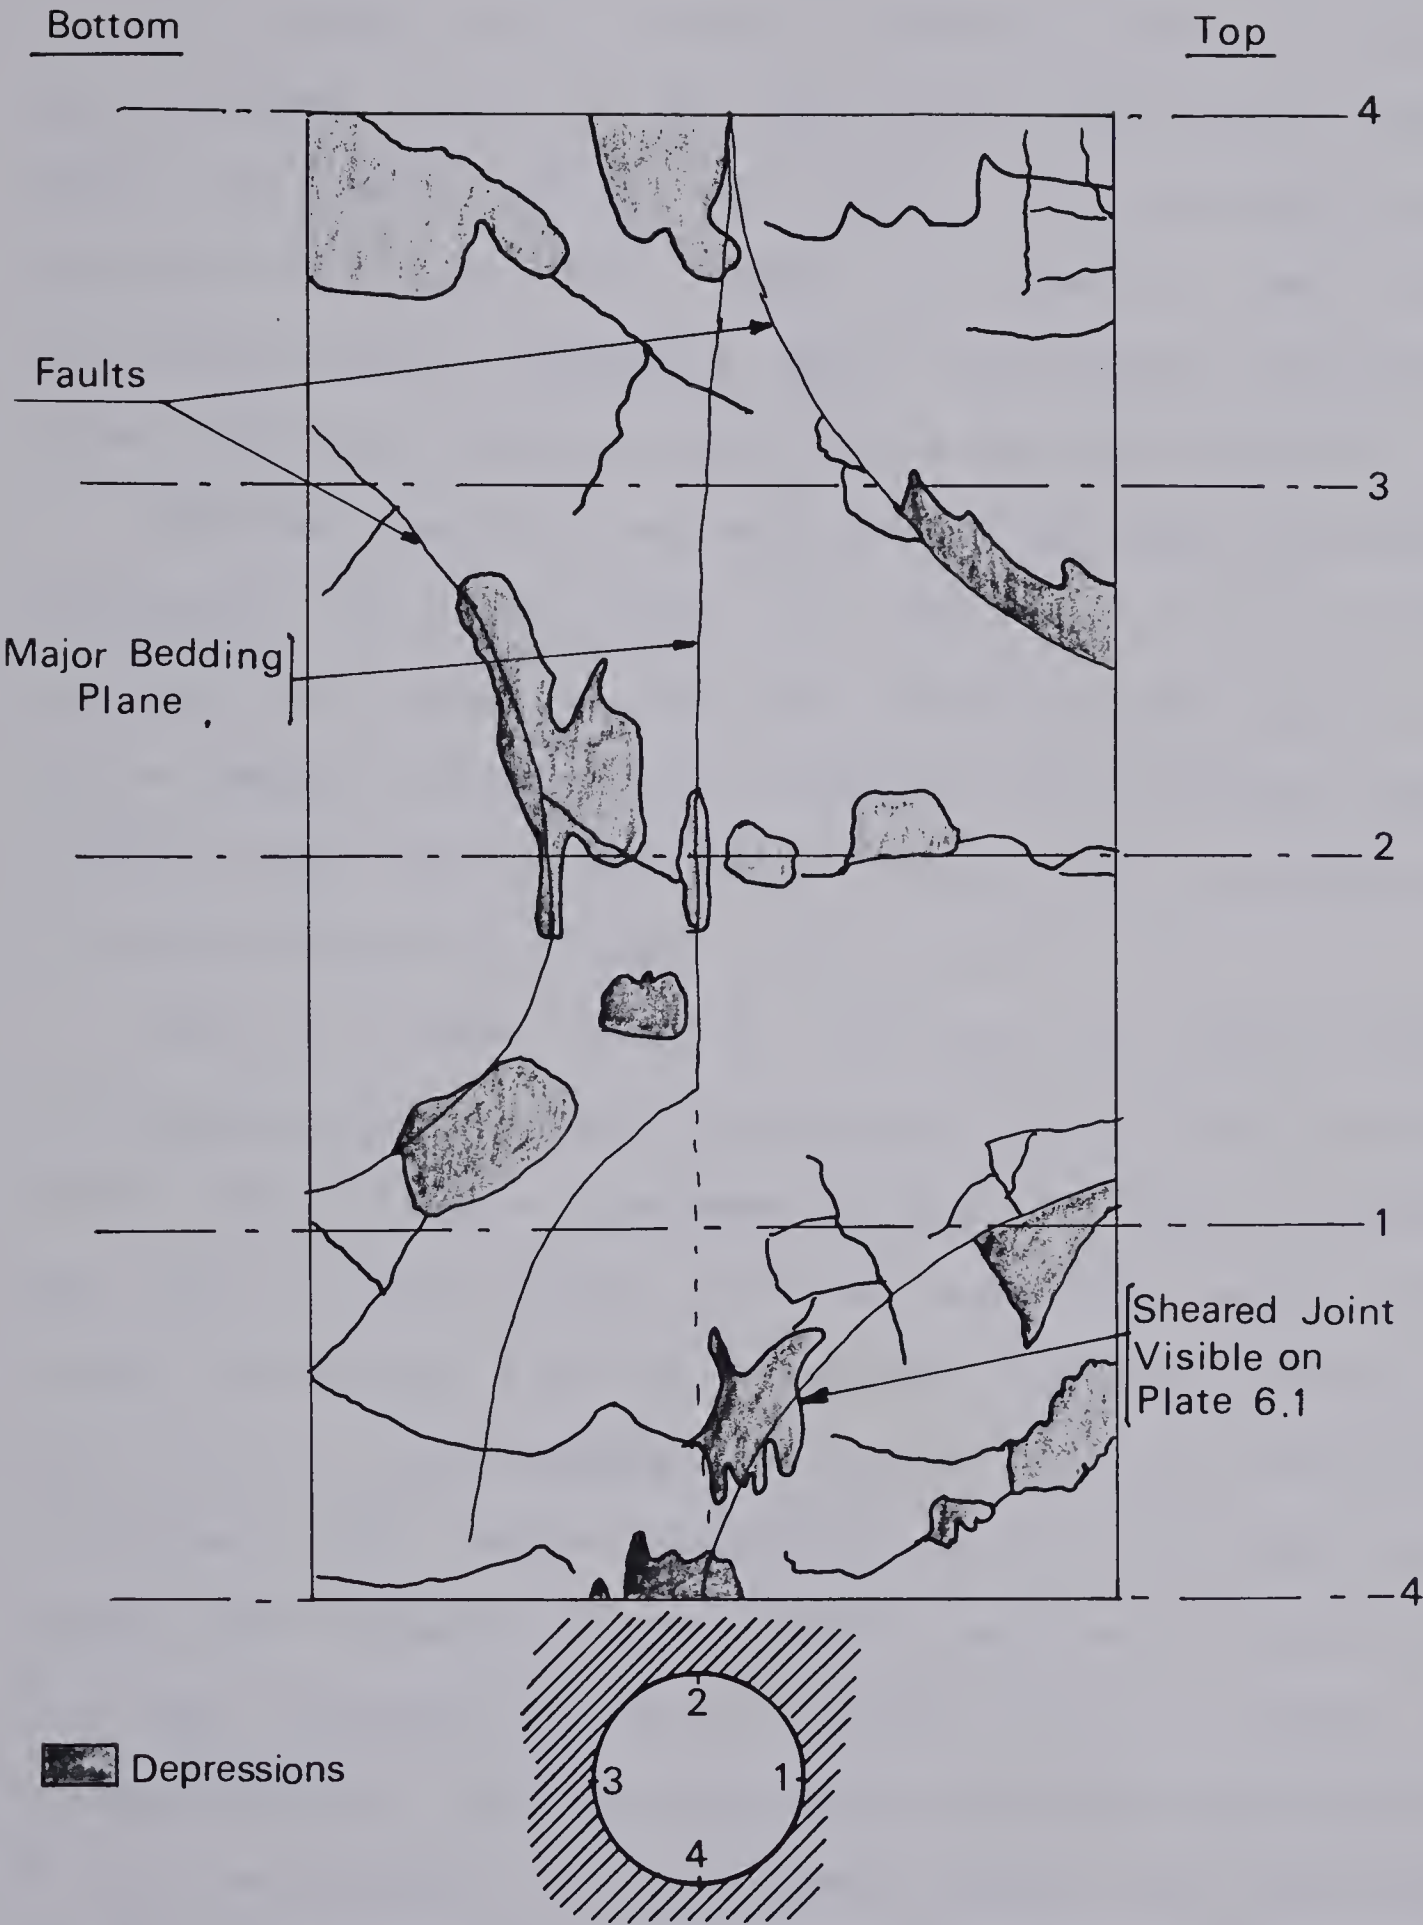 Bottom
Top
4
Faults
3
Major Bedding
Plane
2
1
Sheared Joint
Visible on
Plate 6.1
4
2
3
1
4
Depressions